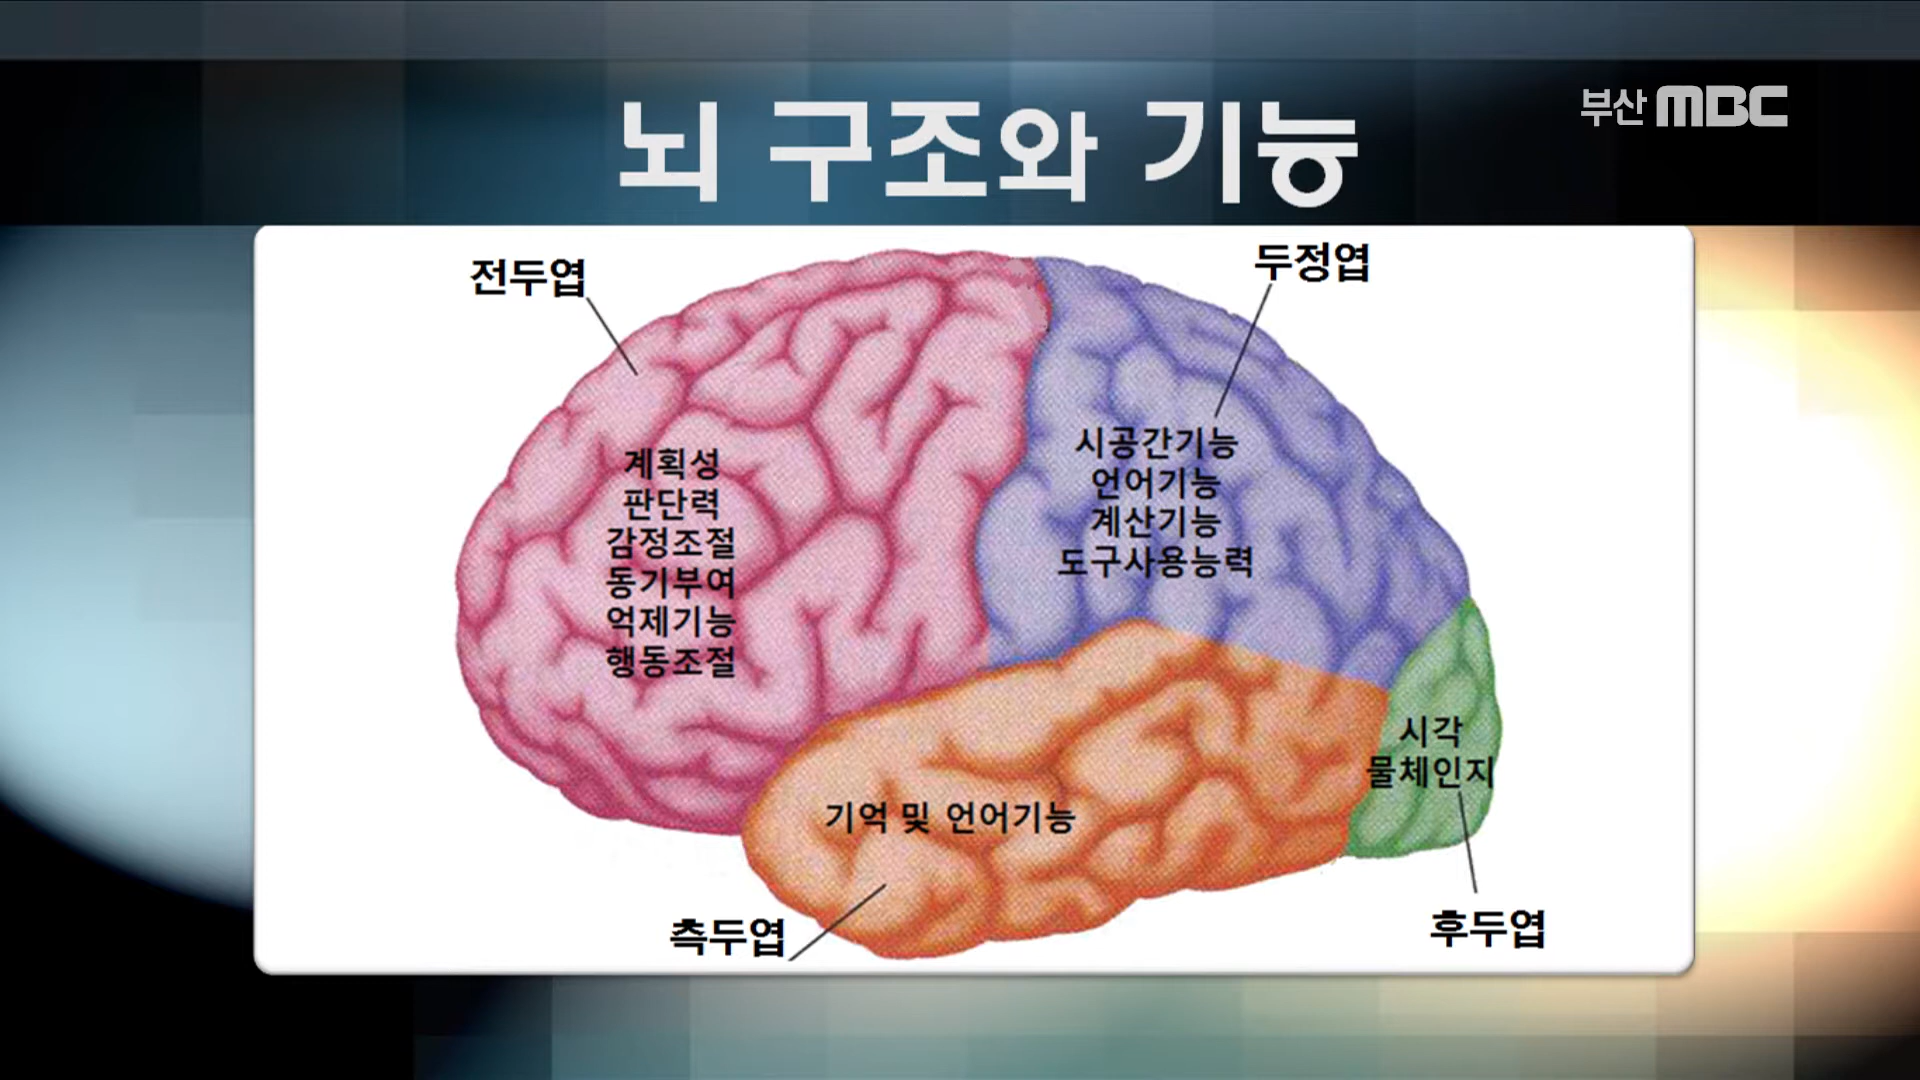 뇌 구조와 기능
부산 MBC
전두엽
두정엽
계획성
판단력
감정조절
동기부여
억제기능
행동조절
시공간기능
언어기능
계산기능
도구사용능력
시각
물체인지
기억 및 언어기능
측두엽
후두엽